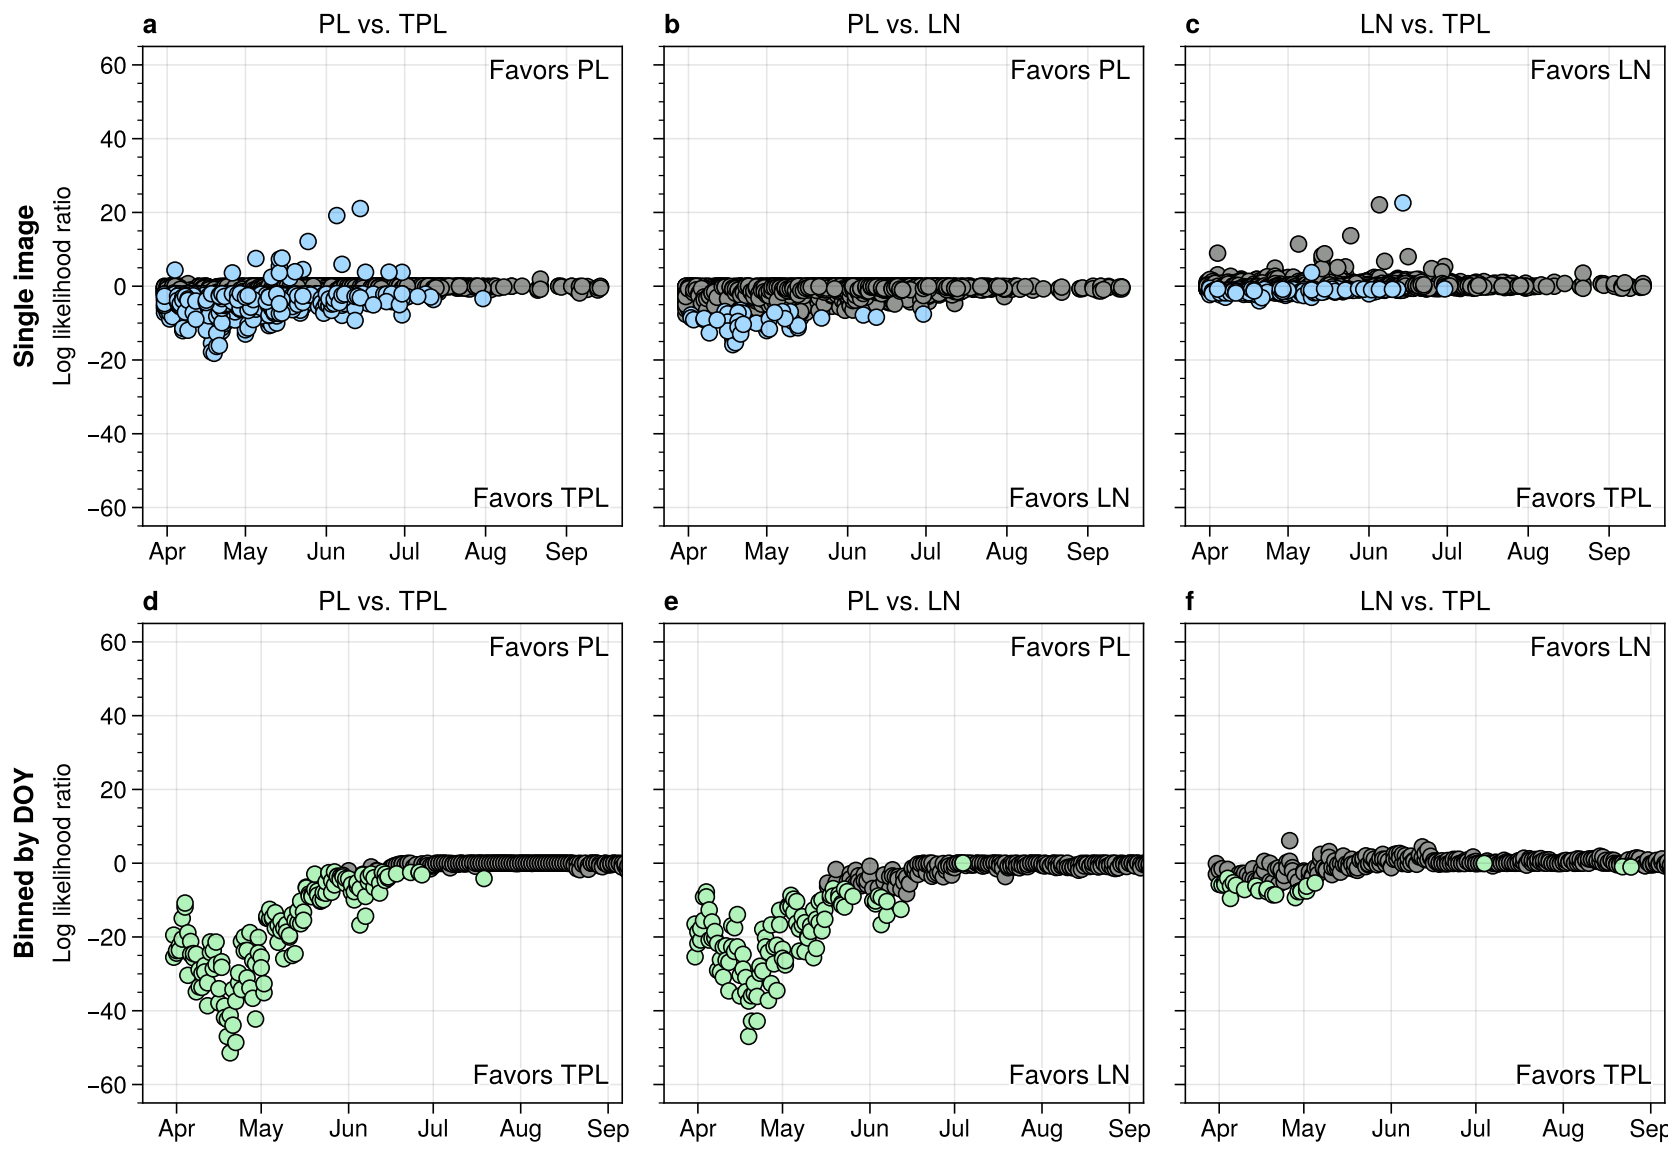 a PL vs. TPL
b PL vs. LN
c LN vs. TPL
Single image
Log likelihood ratio
60
40
20
0
−20
−40
−60
Favors PL
Favors TPL
Apr May Jun Jul Aug Sep
Favors PL
Favors LN
Apr May Jun Jul Aug Sep
Favors LN
Favors TPL
Apr May Jun Jul Aug Sep
d PL vs. TPL
e PL vs. LN
f LN vs. TPL
Binned by DOY
Log likelihood ratio
60
40
20
0
−20
−40
−60
Favors PL
Favors TPL
Apr May Jun Jul Aug Sep
Favors PL
Favors LN
Apr May Jun Jul Aug Sep
Favors LN
Favors TPL
Apr May Jun Jul Aug Sep